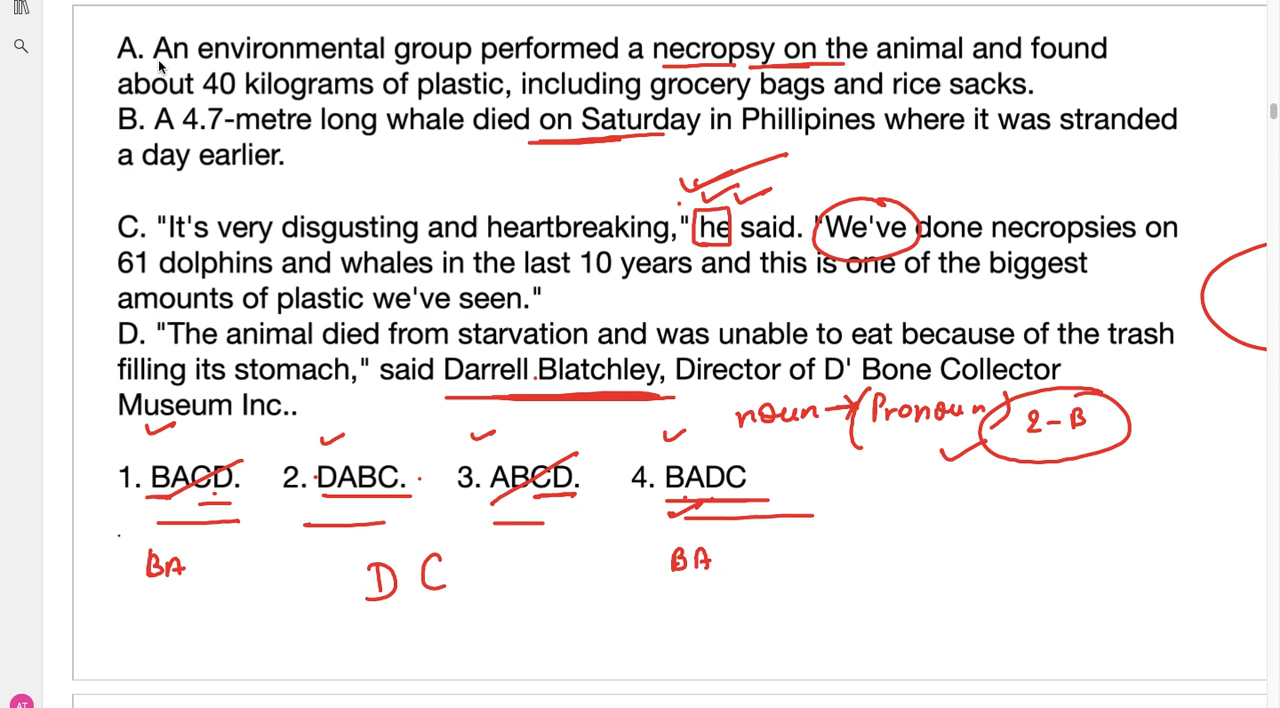 A. An environmental group performed a necropsy on the animal and found
about 40 kilograms of plastic, including grocery bags and rice sacks.
B. A 4.7-metre long whale died on Saturday in Phillipines where it was stranded
a day earlier.
C. "It's very disgusting and heartbreaking," he said. "We've done necropsies on
61 dolphins and whales in the last 10 years and this is one of the biggest
amounts of plastic we've seen."
D. "The animal died from starvation and was unable to eat because of the trash
filling its stomach," said Darrell Blatchley, Director of D' Bone Collector
Museum Inc..
noun → (Pronoun) 2-B
1. BACD. 2. DABC. 3. ABCD. 4. BADC
BA D C BA
AT